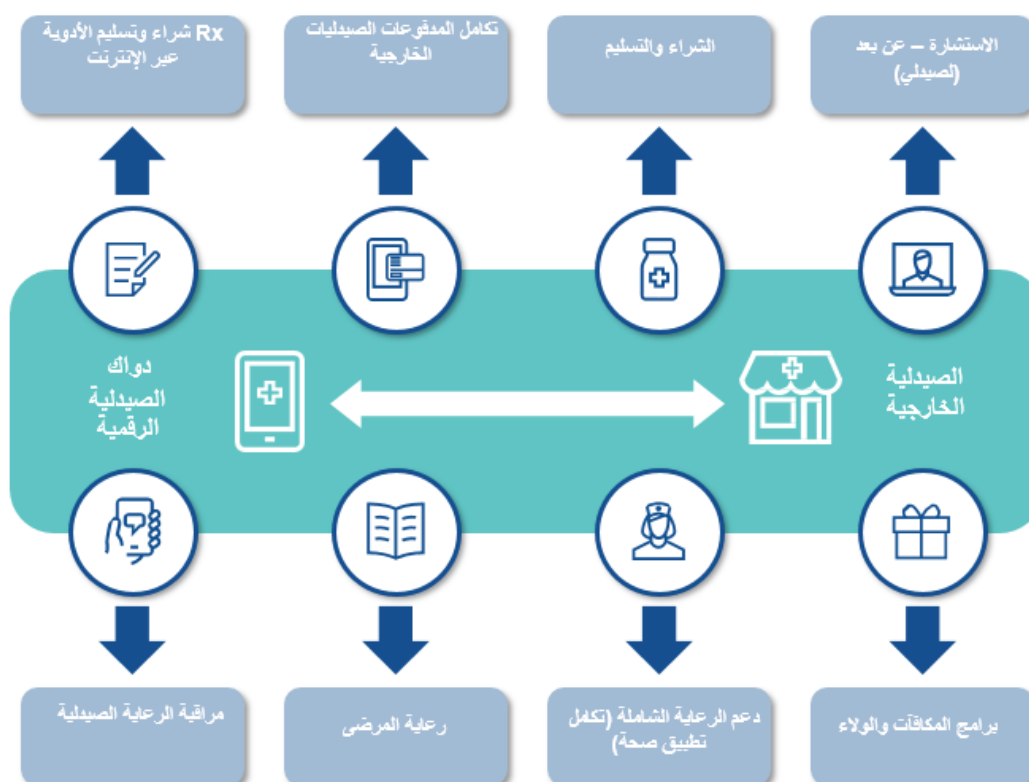 الاستشارة – عن بعد
(لصيدلي)
الشراء والتسليم
تكامل المدفوعات الصيدليات
الخارجية
Rx شراء وتسليم الأدوية
عبر الإنترنت
الصيدلية
الخارجية
دواك
الصيدلية
الرقمية
برامج المكافآت والولاء
دعم الرعاية الشاملة (تكامل
تطبيق صحة)
رعاية المرضى
مراقبة الرعاية الصيدلية